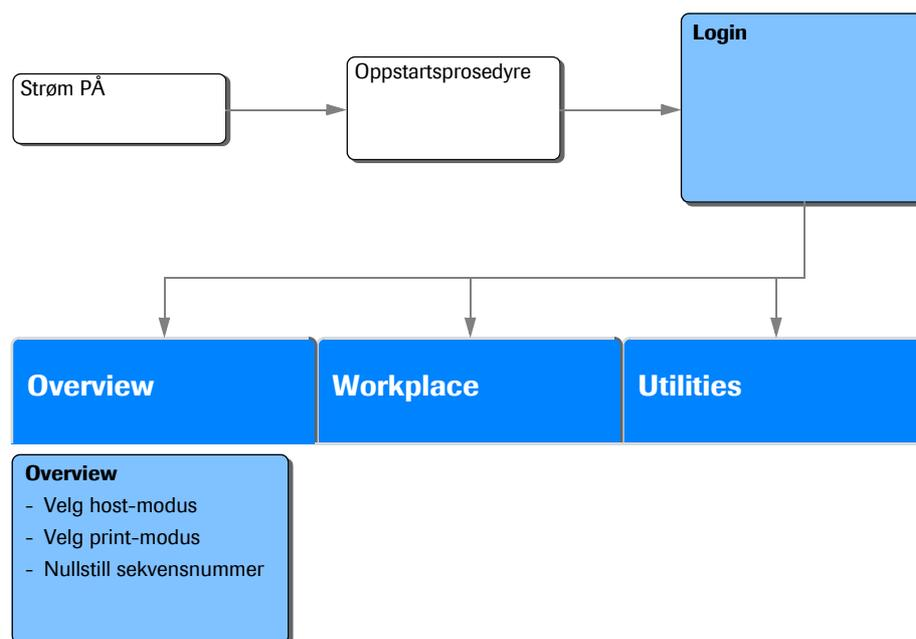 Strøm PÅ
Oppstartsprosedyre
Login
Overview
Workplace
Utilities
Overview
- Velg host-modus
- Velg print-modus
- Nullstill sekvensnummer